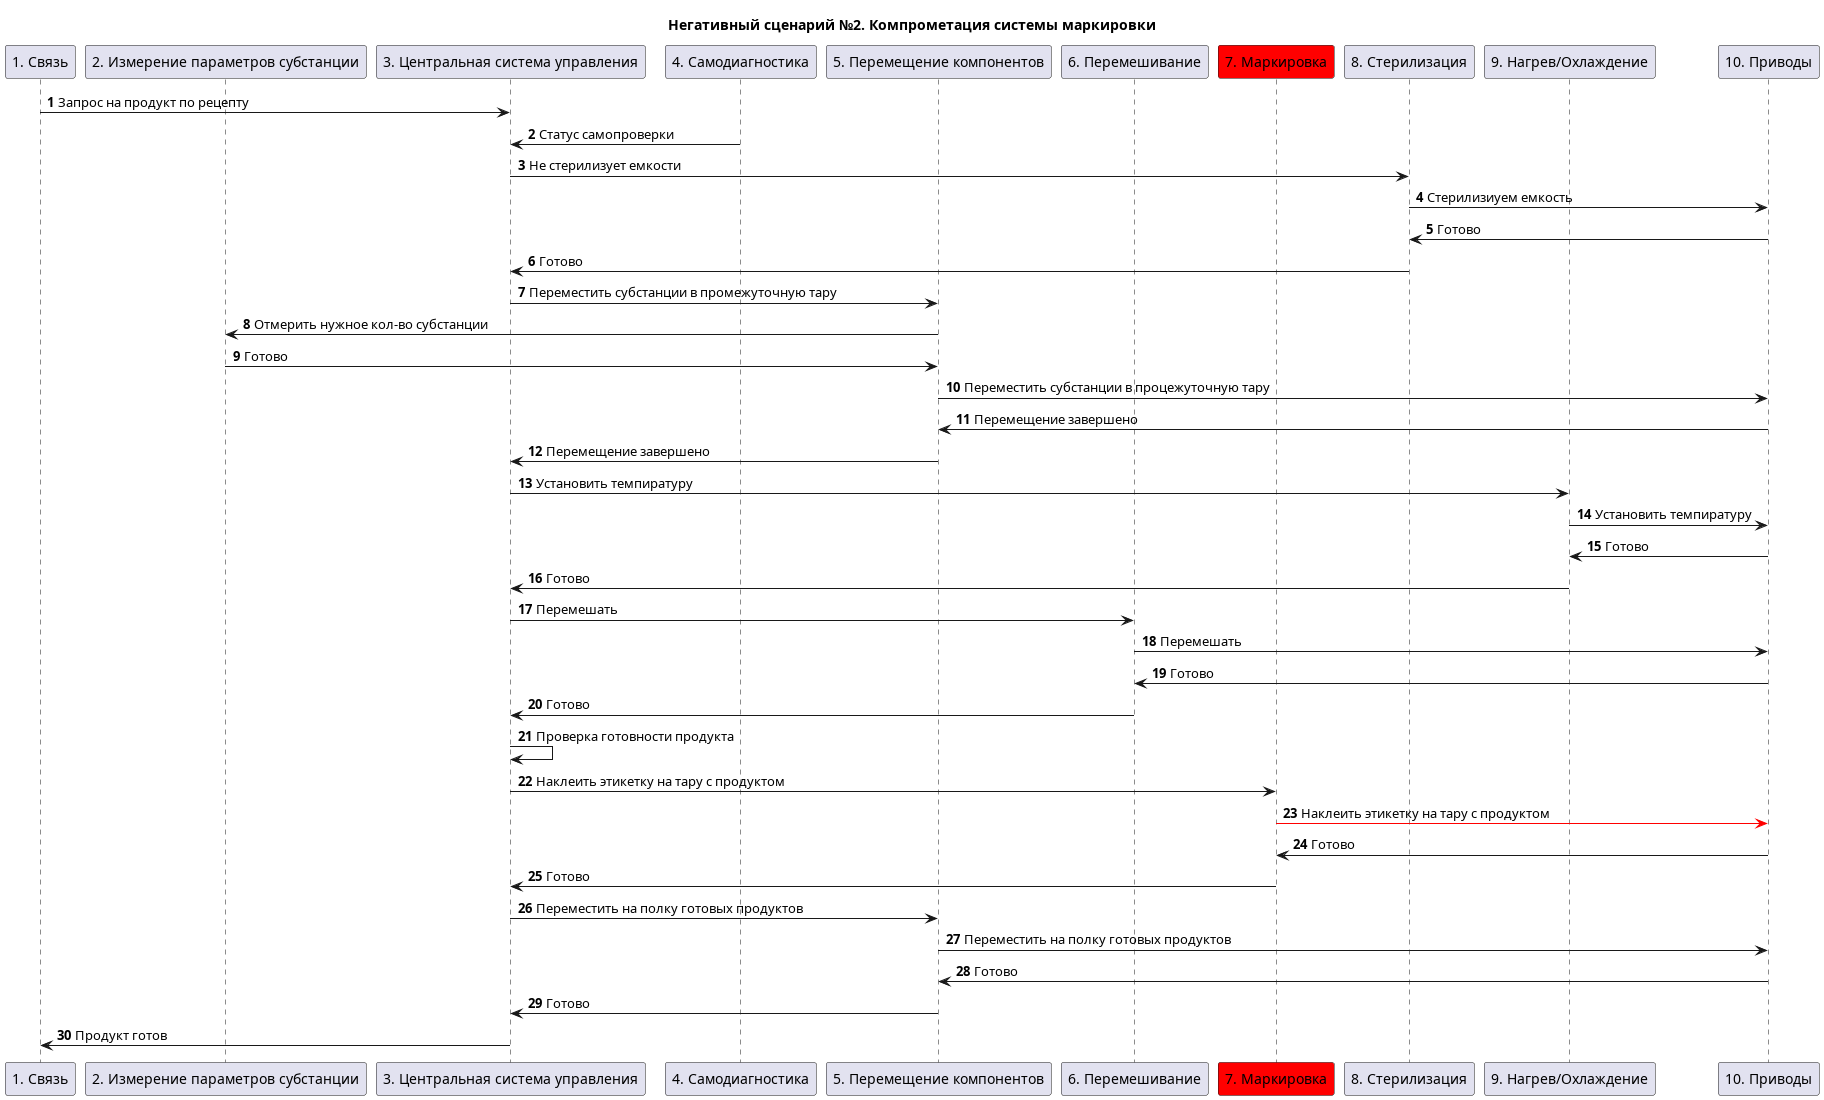 Негативный сценарий №2. Компрометация системы маркировки
1. Связь
2. Измерение параметров субстанции
3. Центральная система управления
4. Самодиагностика
5. Перемещение компонентов
6. Перемешивание
7. Маркировка
8. Стерилизация
9. Нагрев/Охлаждение
10. Приводы
1 Запрос на продукт по рецепту
2 Статус самопроверки
3 Не стерилизует емкости
4 Стерилизиуем емкость
5 Готово
6 Готово
7 Переместить субстанции в промежуточную тару
8 Отмерить нужное кол-во субстанции
9 Готово
10 Переместить субстанции в процежуточную тару
11 Перемещение завершено
12 Перемещение завершено
13 Установить темпиратуру
14 Установить темпиратуру
15 Готово
16 Готово
17 Перемешать
18 Перемешать
19 Готово
20 Готово
21 Проверка готовности продукта
22 Наклеить этикетку на тару с продуктом
23 Наклеить этикетку на тару с продуктом
24 Готово
25 Готово
26 Переместить на полку готовых продуктов
27 Переместить на полку готовых продуктов
28 Готово
29 Готово
30 Продукт готов
1. Связь
2. Измерение параметров субстанции
3. Центральная система управления
4. Самодиагностика
5. Перемещение компонентов
6. Перемешивание
7. Маркировка
8. Стерилизация
9. Нагрев/Охлаждение
10. Приводы